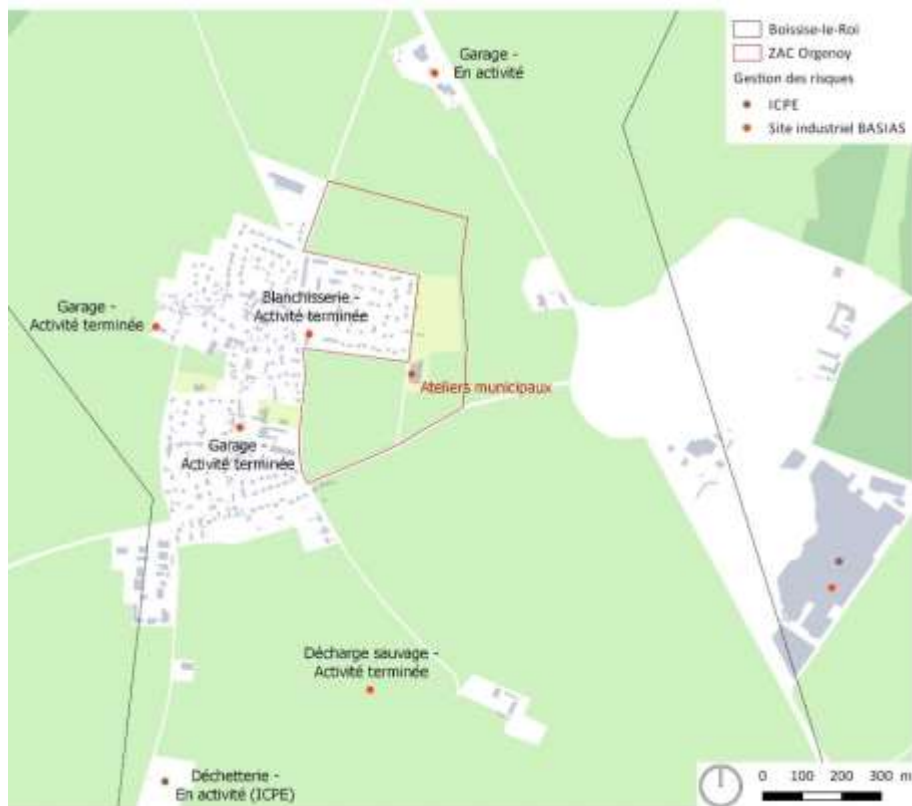 Boissise-le-Roi
ZAC Orgenoy
Gestion des risques
ICPE
Site industriel BASIAS
Garage -
En activité
Garage -
Activité terminée
Blanchisserie -
Activité terminée
Ateliers municipaux
Garage -
Activité terminée
Décharge sauvage -
Activité terminée
Déchetterie -
En activité (ICPE)
0 100 200 300 m